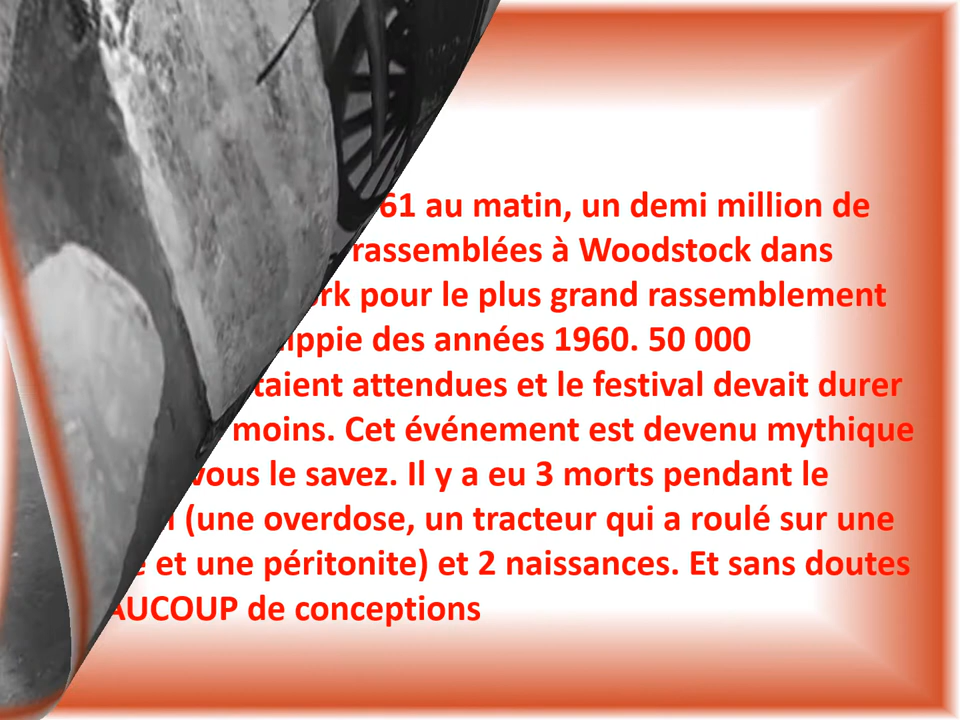 61 au matin, un demi million de
rassemblées à Woodstock dans
pour le plus grand rassemblement
des années 1960. 50 000
attendues et le festival devait durer
moins. Cet événement est devenu mythique
vous le savez. Il y a eu 3 morts pendant le
(une overdose, un tracteur qui a roulé sur une
et une péritonite) et 2 naissances. Et sans doutes
AUCOUP de conceptions